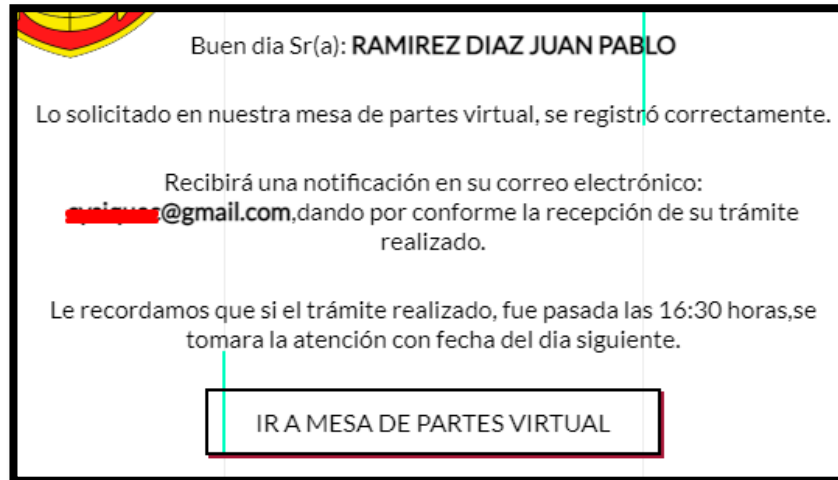 Buen dia Sr(a): RAMIREZ DIAZ JUAN PABLO
Lo solicitado en nuestra mesa de partes virtual, se registró correctamente.
Recibirá una notificación en su correo electrónico:
@gmail.com,dando por conforme la recepción de su trámite
realizado.
Le recordamos que si el trámite realizado, fue pasada las 16:30 horas,se
tomara la atención con fecha del dia siguiente.
IR A MESA DE PARTES VIRTUAL